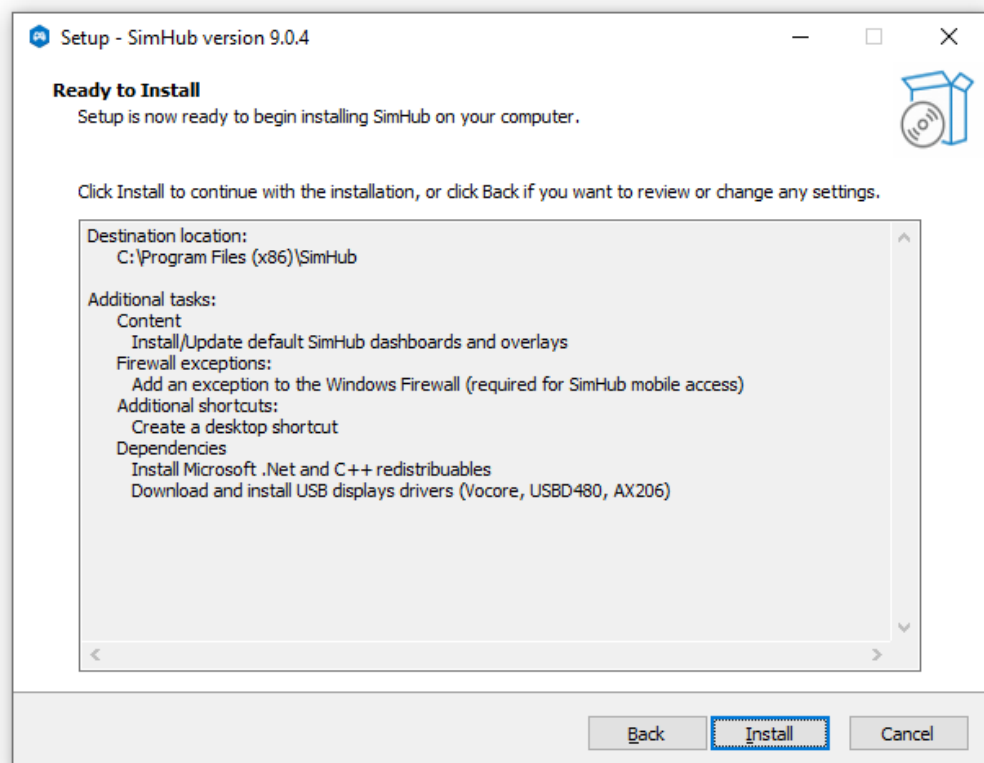 Setup - SimHub version 9.0.4
Ready to Install
Setup is now ready to begin installing SimHub on your computer.
Click Install to continue with the installation, or click Back if you want to review or change any settings.
Destination location:
C:\Program Files (x86)\SimHub
Additional tasks:
Content
Install/Update default SimHub dashboards and overlays
Firewall exceptions:
Add an exception to the Windows Firewall (required for SimHub mobile access)
Additional shortcuts:
Create a desktop shortcut
Dependencies
Install Microsoft .Net and C++ redistribuables
Download and install USB displays drivers (Vocore, USBD480, AX206)
Back Install Cancel